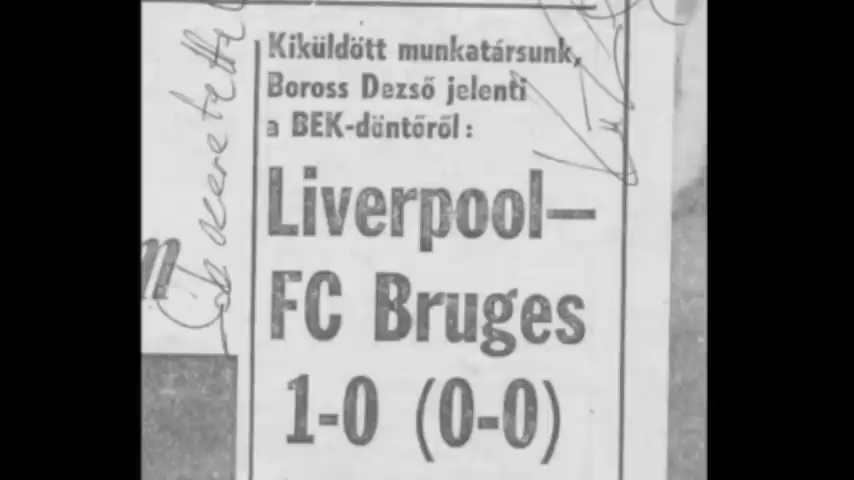 Kiküldött munkatársunk,
Boross Dezső jelenti
a BEK-döntőről:
Liverpool—
FC Bruges
1-0 (0-0)